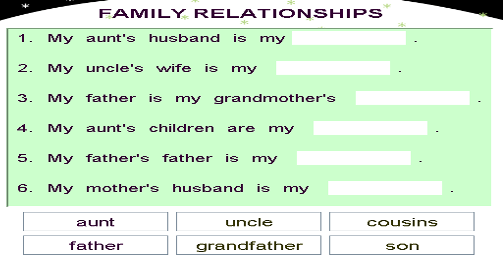 FAMILY RELATIONSHIPS
1. My aunt's husband is my .
2. My uncle's wife is my .
3. My father is my grandmother's .
4. My aunt's children are my .
5. My father's father is my .
6. My mother's husband is my .
aunt uncle cousins
father grandfather son